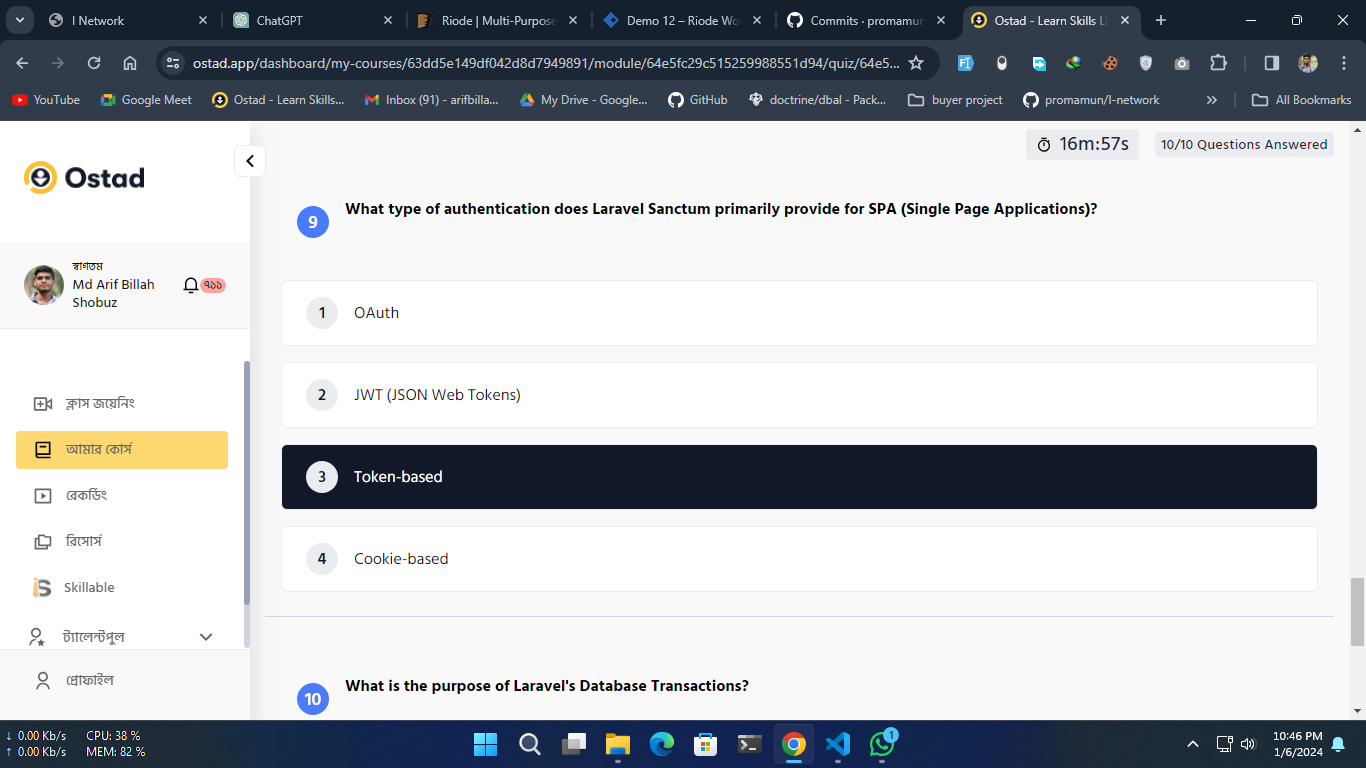 I Network
ChatGPT
Riode | Multi-Purpose
Demo 12 – Riode Wo
Commits · promamun
Ostad - Learn Skills Li
ostad.app/dashboard/my-courses/63dd5e149df042d8d7949891/module/64e5fc29c515259988551d94/quiz/64e5...
YouTube
Google Meet
Ostad - Learn Skills...
Inbox (91) - arifbilla...
My Drive - Google...
GitHub
doctrine/dbal - Pack...
buyer project
promamun/I-network
»
All Bookmarks
Ostad
16m:57s
10/10 Questions Answered
স্বাগতম
Md Arif Billah
Shobuz
৭১১
ক্লাস জয়েনিং
আমার কোর্স
রেকর্ডিং
রিসোর্স
Skillable
ট্যালেন্টপুল
প্রোফাইল
9
What type of authentication does Laravel Sanctum primarily provide for SPA (Single Page Applications)?
1 OAuth
2 JWT (JSON Web Tokens)
3 Token-based
4 Cookie-based
10
What is the purpose of Laravel's Database Transactions?
↓ 0.00 Kb/s CPU: 38 %
↑ 0.00 Kb/s MEM: 82 %
1
10:46 PM
1/6/2024